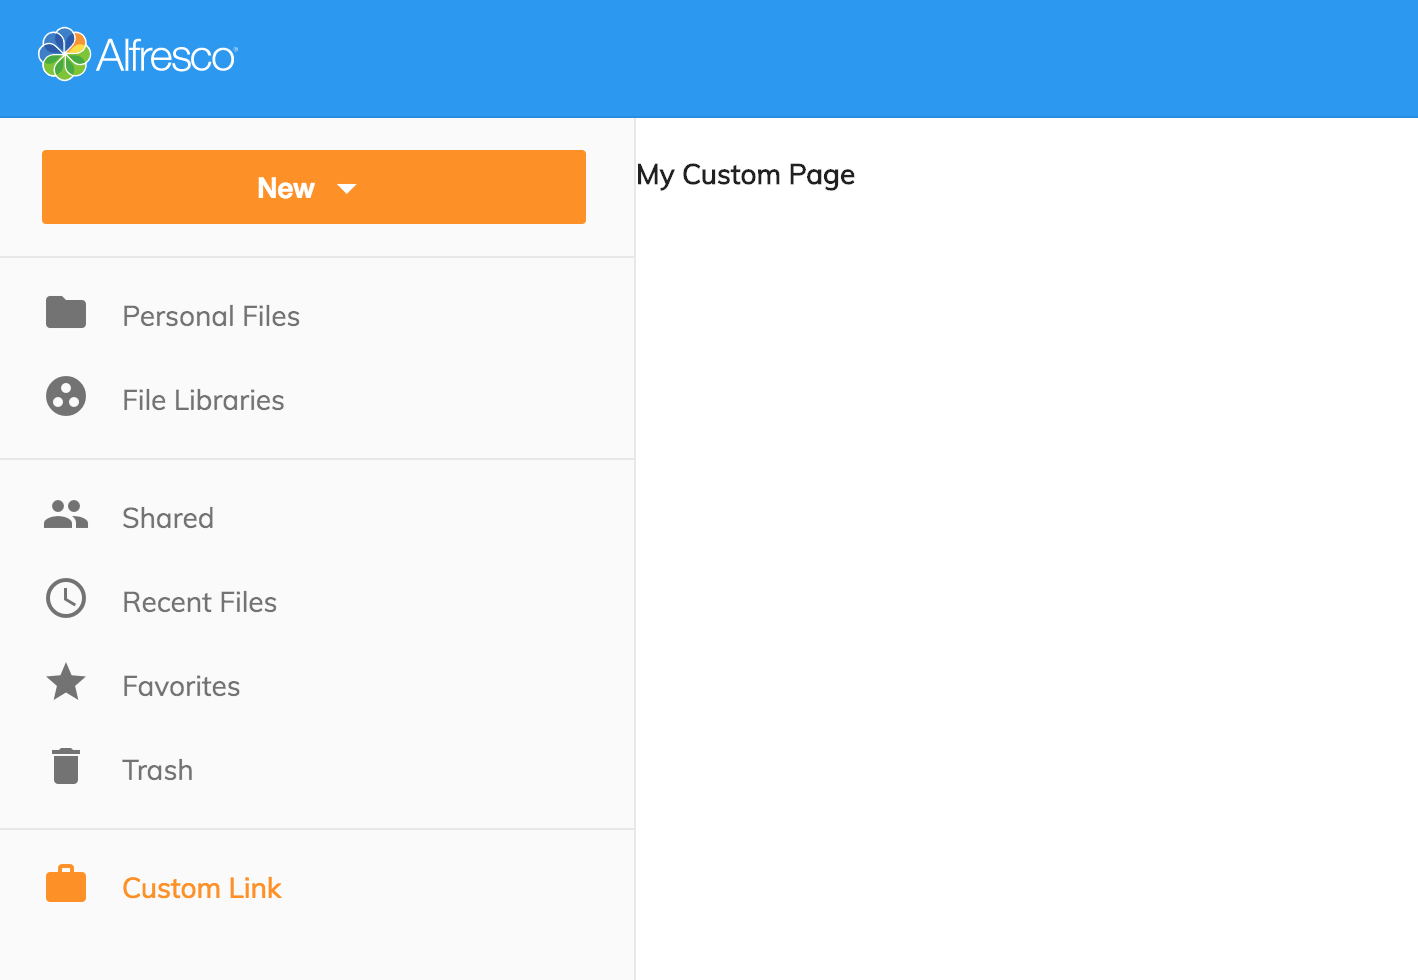 Alfresco
New
My Custom Page
Personal Files
File Libraries
Shared
Recent Files
Favorites
Trash
Custom Link